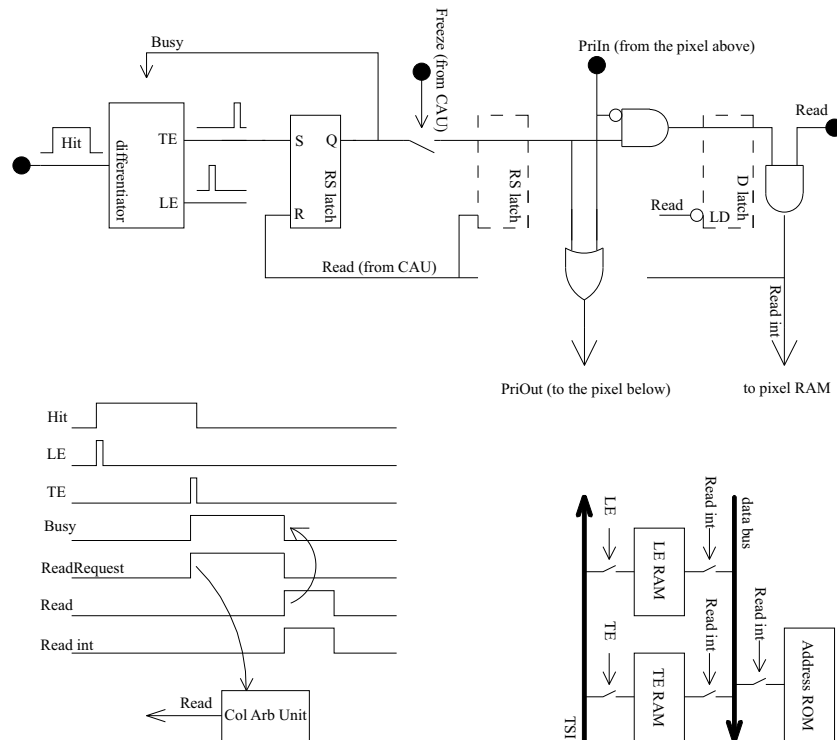 Busy
Freeze (from CAU)
PriIn (from the pixel above)
Hit
differentiator
TE
LE
S
Q
R
RS latch
RS latch
Read
LD
D latch
Read
Read (from CAU)
Read int
PriOut (to the pixel below)
to pixel RAM
Hit
LE
TE
Busy
ReadRequest
Read
Read int
Read
Col Arb Unit
LE
Read int
data bus
LE RAM
TE
Read int
Read int
TE RAM
Address ROM